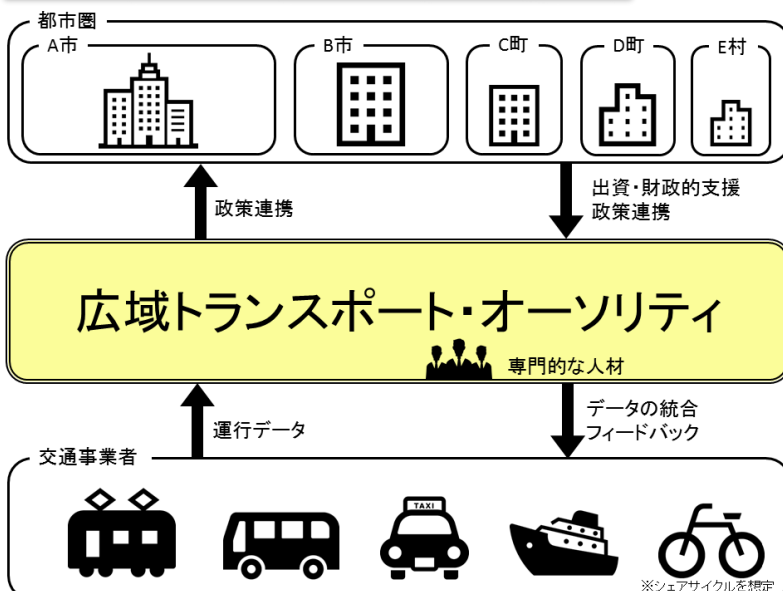 都市圏
A市
B市
C町
D町
E村
政策連携
出資・財政的支援
政策連携
広域トランスポート・オーソリティ
専門的な人材
運行データ
データの統合
フィードバック
交通事業者
TAXI
※シェアサイクルを想定